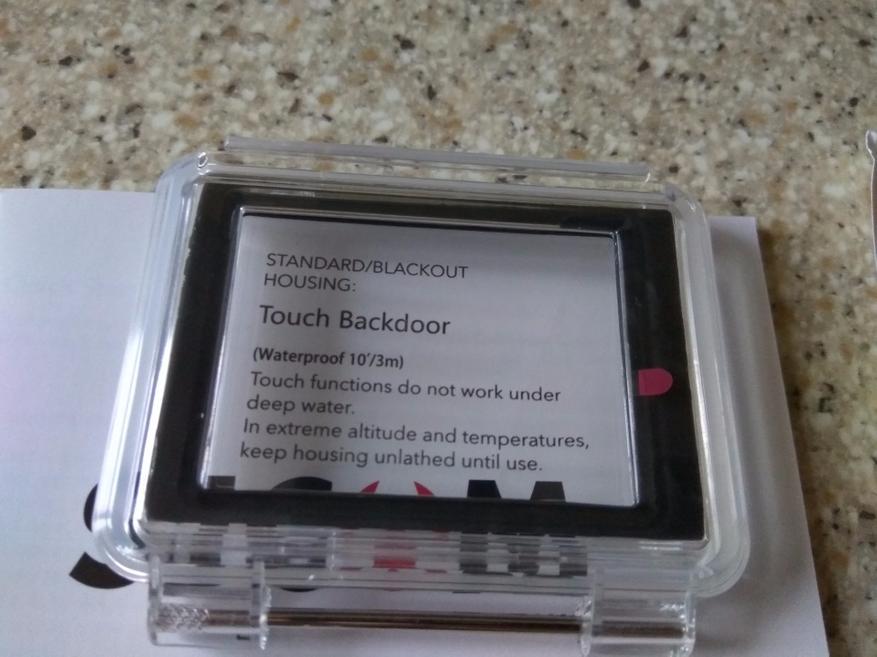 STANDARD/BLACKOUT
HOUSING:
Touch Backdoor
(Waterproof 10'/3m)
Touch functions do not work under
deep water.
In extreme altitude and temperatures,
keep housing unlathed until use.